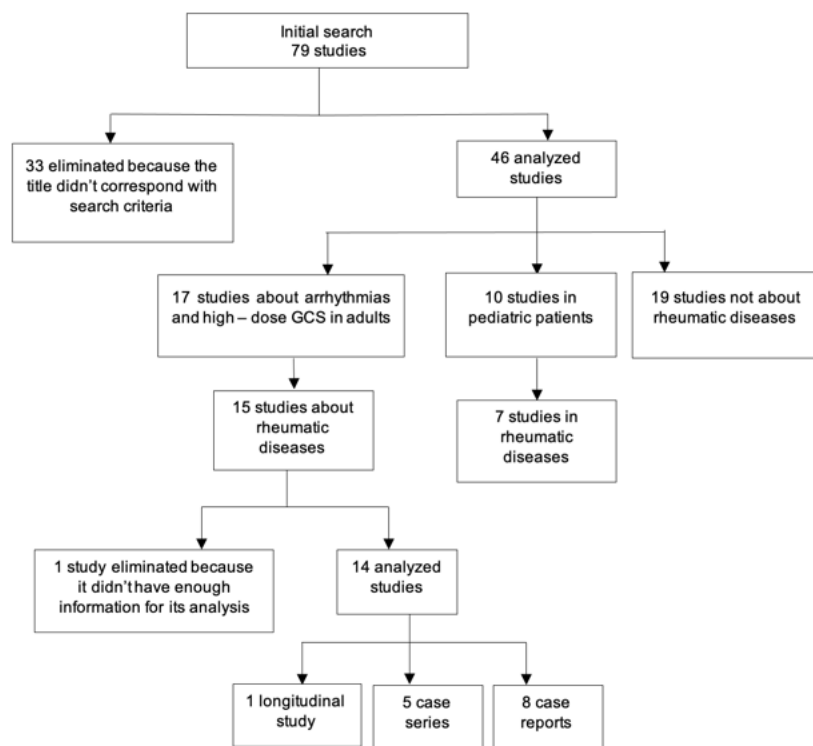 Initial search
79 studies
33 eliminated because the
title didn't correspond with
search criteria
46 analyzed
studies
17 studies about arrhythmias
and high – dose GCS in adults
10 studies in
pediatric patients
19 studies not about
rheumatic diseases
15 studies about
rheumatic
diseases
7 studies in
rheumatic
diseases
1 study eliminated because
it didn't have enough
information for its analysis
14 analyzed
studies
1 longitudinal
study
5 case
series
8 case
reports